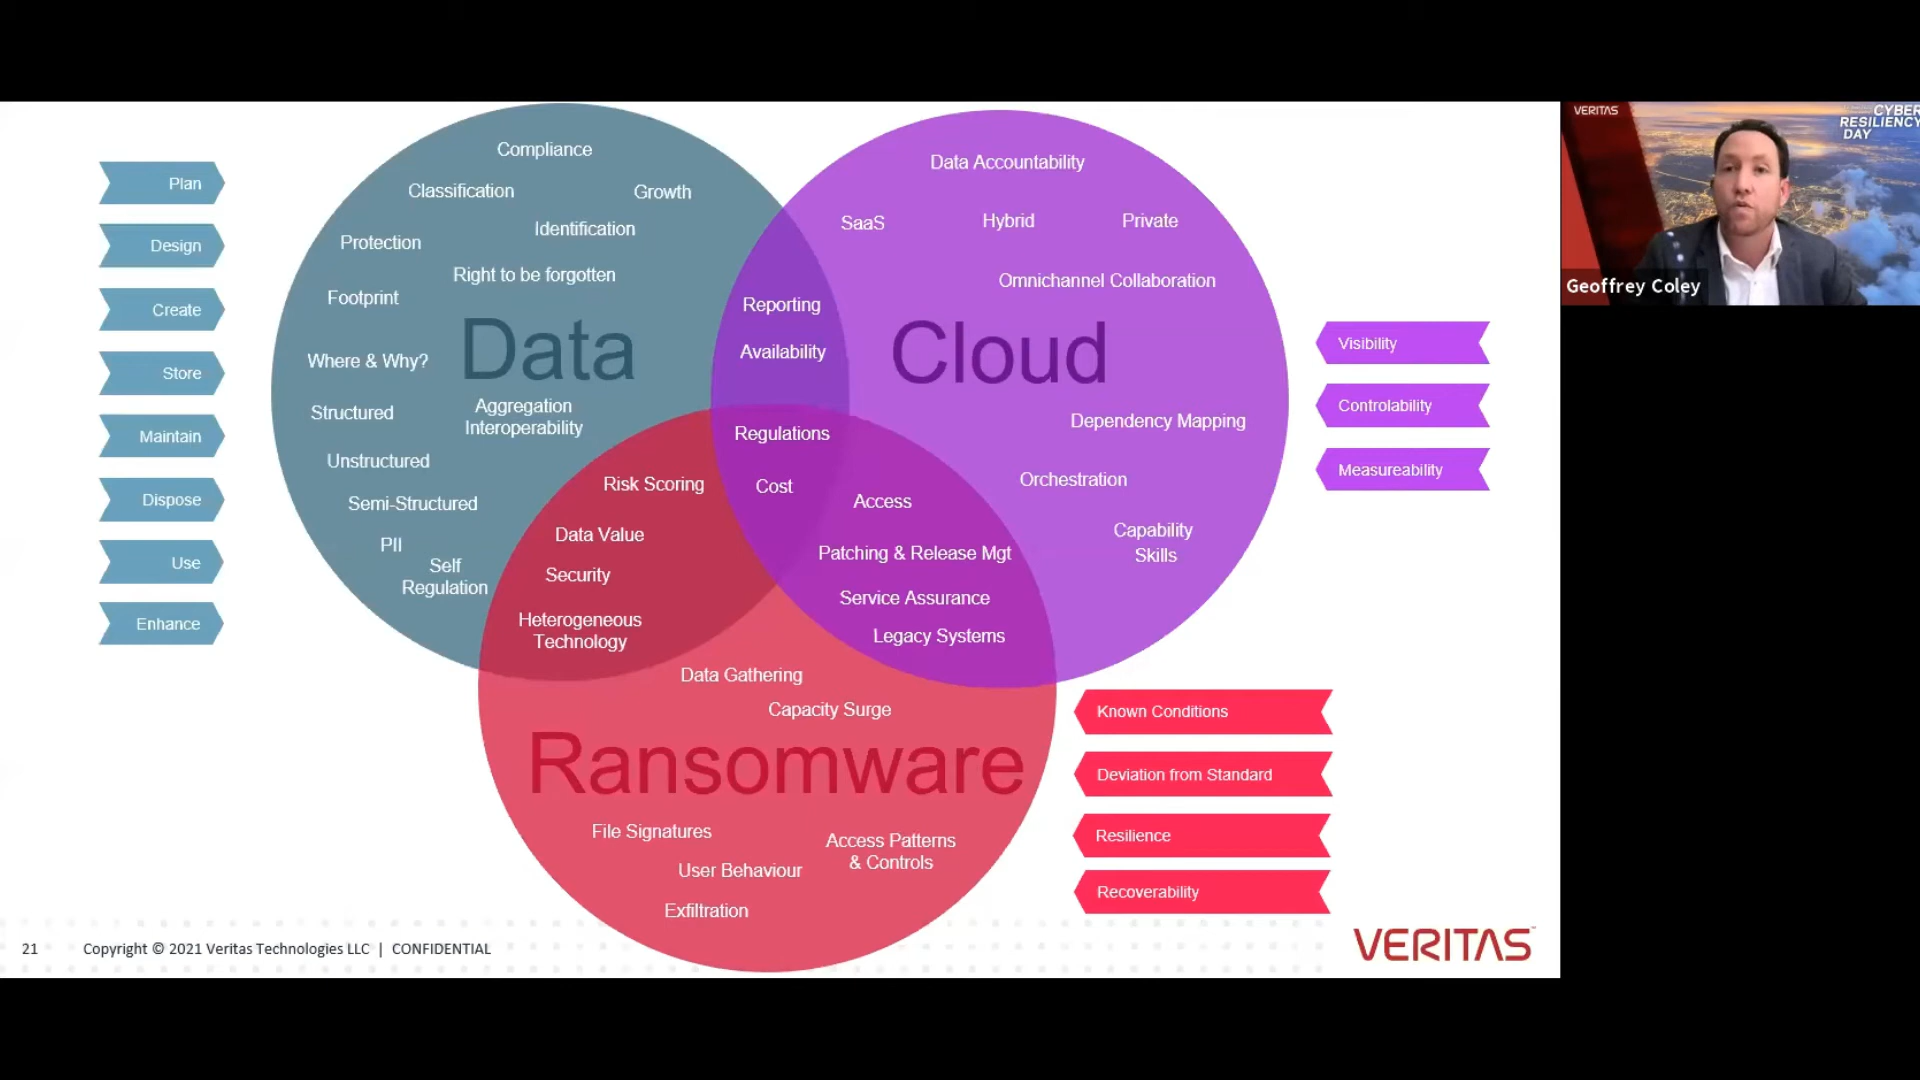 Plan
Design
Create
Store
Maintain
Dispose
Use
Enhance
Compliance
Classification
Growth
Identification
Protection
Right to be forgotten
Footprint
Data
Where & Why?
Structured
Aggregation
Interoperability
Unstructured
Semi-Structured
PII
Self
Regulation
Reporting
Availability
Data Accountability
SaaS
Hybrid
Private
Omnichannel Collaboration
Cloud
Dependency Mapping
Orchestration
Capability
Skills
Regulations
Cost
Risk Scoring
Data Value
Security
Heterogeneous
Technology
Access
Patching & Release Mgt
Service Assurance
Legacy Systems
Data Gathering
Capacity Surge
Ransomware
File Signatures
User Behaviour
Access Patterns
& Controls
Exfiltration
Visibility
Controlability
Measureability
Known Conditions
Deviation from Standard
Resilience
Recoverability
21
Copyright © 2021 Veritas Technologies LLC | CONFIDENTIAL
VERITAS
VERITAS
CYBER
RESILIENCY
DAY
Geoffrey Coley